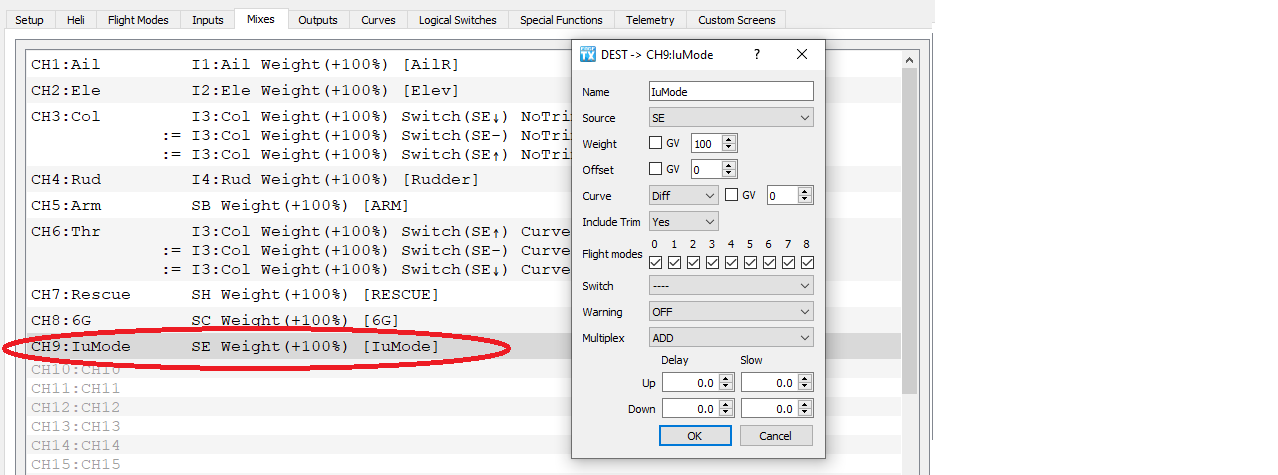 Setup Heli Flight Modes Inputs Mixes Outputs Curves Logical Switches Special Functions Telemetry Custom Screens
CH1:Ail I1:Ail Weight(+100%) [AilR]
CH2:Ele I2:Ele Weight(+100%) [Elev]
CH3:Col I3:Col Weight(+100%) Switch(SE↓) NoTri
:= I3:Col Weight(+100%) Switch(SE-) NoTri
:= I3:Col Weight(+100%) Switch(SE↑) NoTri
CH4:Rud I4:Rud Weight(+100%) [Rudder]
CH5:Arm SB Weight(+100%) [ARM]
CH6:Thr I3:Col Weight(+100%) Switch(SE↑) Curve
:= I3:Col Weight(+100%) Switch(SE-) Curve
:= I3:Col Weight(+100%) Switch(SE↓) Curve
CH7:Rescue SH Weight(+100%) [RESCUE]
CH8:6G SC Weight(+100%) [6G]
CH9:IuMode SE Weight(+100%) [IuMode]
CH10:CH10
CH11:CH11
CH12:CH12
CH13:CH13
CH14:CH14
CH15:CH15
TX DEST -> CH9:IuMode ?
Name IuMode
Source SE
Weight GV 100
Offset GV 0
Curve Diff GV 0
Include Trim Yes
0 1 2 3 4 5 6 7 8
Flight modes
Switch ----
Warning OFF
Multiplex ADD
Delay Slow
Up 0.0 0.0
Down 0.0 0.0
OK Cancel